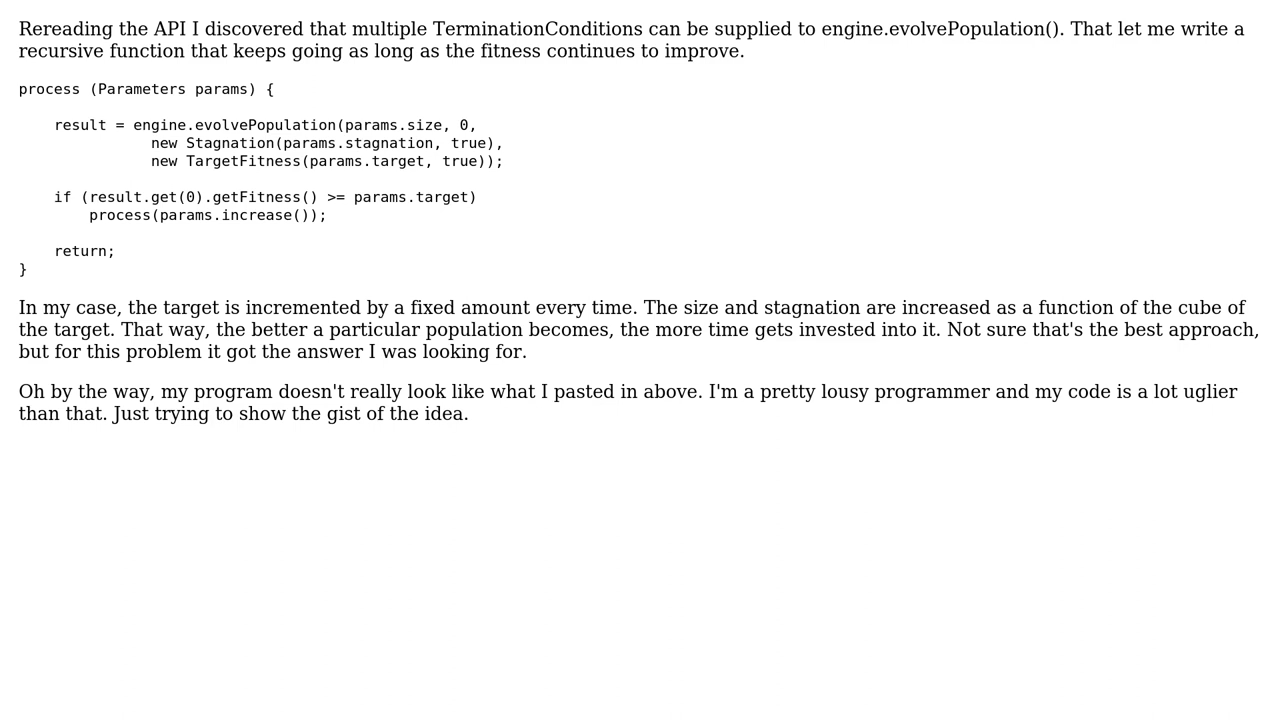 Rereading the API I discovered that multiple TerminationConditions can be supplied to engine.evolvePopulation(). That let me write a
recursive function that keeps going as long as the fitness continues to improve.
process (Parameters params) {
    result = engine.evolvePopulation(params.size, 0,
               new Stagnation(params.stagnation, true),
               new TargetFitness(params.target, true));
    if (result.get(0).getFitness() >= params.target)
        process(params.increase());
    return;
}
In my case, the target is incremented by a fixed amount every time. The size and stagnation are increased as a function of the cube of
the target. That way, the better a particular population becomes, the more time gets invested into it. Not sure that's the best approach,
but for this problem it got the answer I was looking for.
Oh by the way, my program doesn't really look like what I pasted in above. I'm a pretty lousy programmer and my code is a lot uglier
than that. Just trying to show the gist of the idea.